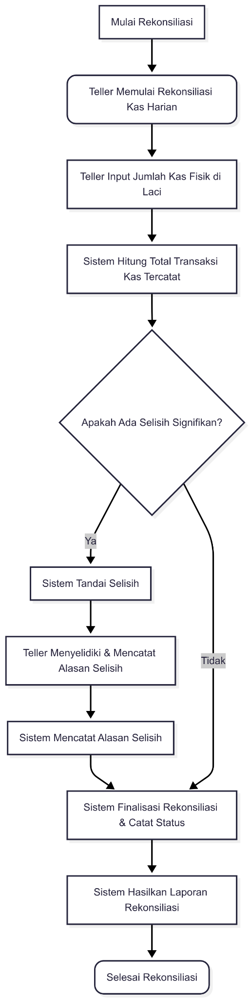 Mulai Rekonsiliasi
Teller Memulai Rekonsiliasi
Kas Harian
Teller Input Jumlah Kas Fisik di
Laci
Sistem Hitung Total Transaksi
Kas Tercatat
Apakah Ada Selisih Signifikan?
Ya
Sistem Tandai Selisih
Teller Menyelidiki & Mencatat
Alasan Selisih
Tidak
Sistem Mencatat Alasan Selisih
Sistem Finalisasi Rekonsiliasi
& Catat Status
Sistem Hasilkan Laporan
Rekonsiliasi
Selesai Rekonsiliasi